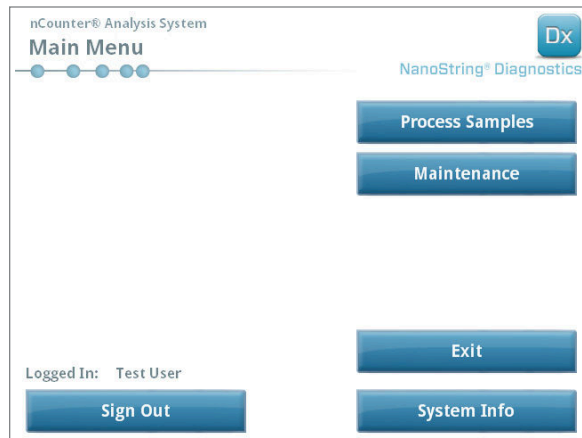 nCounter® Analysis System
Main Menu
Dx
NanoString® Diagnostics
Process Samples
Maintenance
Exit
Logged In: Test User
Sign Out
System Info